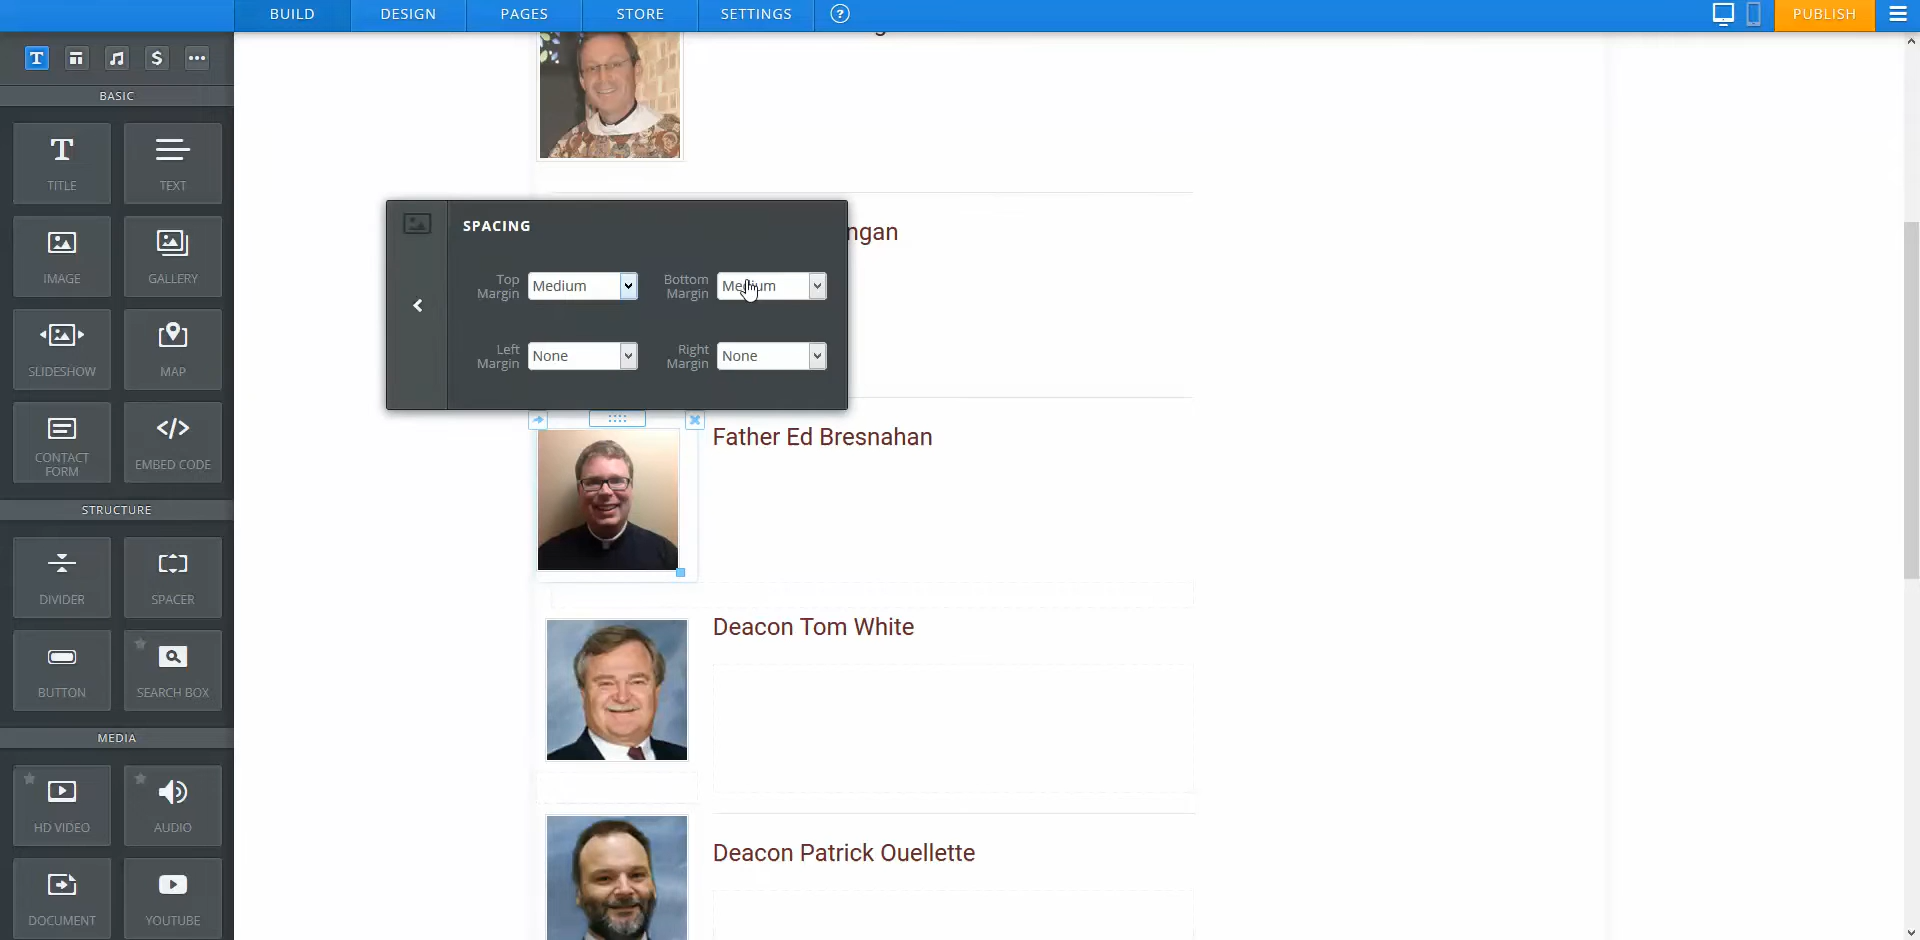 BUILD
DESIGN
PAGES
STORE
SETTINGS
?
PUBLISH
T
$
BASIC
T
TITLE
TEXT
IMAGE
GALLERY
SLIDESHOW
MAP
CONTACT
FORM
</>
EMBED CODE
STRUCTURE
DIVIDER
SPACER
BUTTON
SEARCH BOX
MEDIA
HD VIDEO
AUDIO
DOCUMENT
YOUTUBE
SPACING
Top
Margin
Medium
Bottom
Margin
Medium
Left
Margin
None
Right
Margin
None
ngan
Father Ed Bresnahan
Deacon Tom White
Deacon Patrick Ouellette